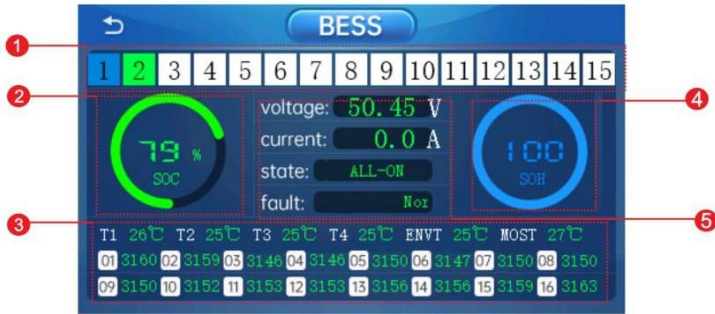 BESS
1
1 2 3 4 5 6 7 8 9 10 11 12 13 14 15
2
79 %
SOC
voltage: 50.45 V
current: 0.0 A
state: ALL-ON
fault: Nor
100
SOH
4
5
3
T1 26℃ T2 25℃ T3 25℃ T4 25℃ ENVT 25℃ MOST 27℃
01 3160 02 3159 03 3146 04 3146 05 3150 06 3147 07 3150 08 3150
09 3150 10 3152 11 3153 12 3153 13 3156 14 3156 15 3159 16 3163